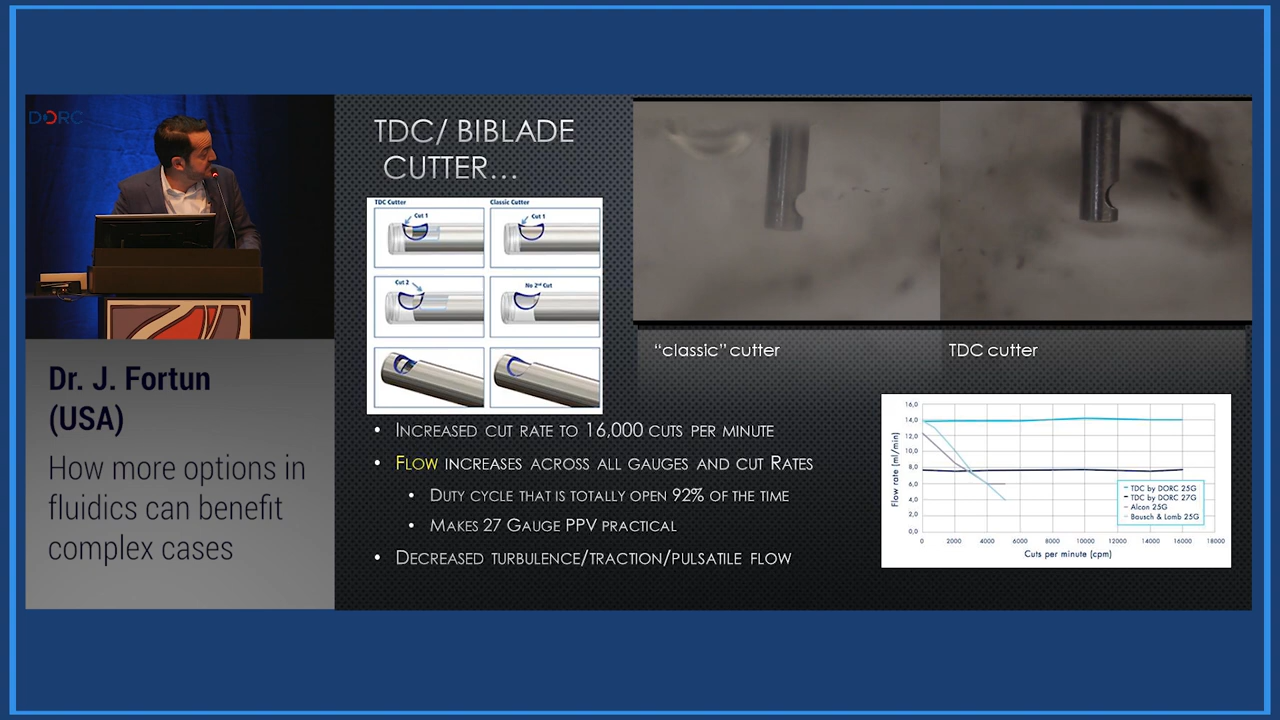 DORC
Dr. J. Fortun
(USA)
How more options in
fluidics can benefit
complex cases
TDC/ BIBLADE
CUTTER...
TDC Cutter
Classic Cutter
Cut 1
Cut 1
Cut 2
No 2nd Cut
• INCREASED CUT RATE TO 16,000 CUTS PER MINUTE
• FLOW INCREASES ACROSS ALL GAUGES AND CUT RATES
• DUTY CYCLE THAT IS TOTALLY OPEN 92% OF THE TIME
• MAKES 27 GAUGE PPV PRACTICAL
• DECREASED TURBULENCE/TRACTION/PULSATILE FLOW
"classic" cutter
TDC cutter
Flow rate (ml/min)
16,0
14,0
12,0
10,0
8,0
6,0
4,0
2,0
0,0
TDC by DORC 25G
TDC by DORC 27G
Alcon 25G
Bausch & Lomb 25G
0 2000 4000 6000 8000 10000 12000 14000 16000 18000
Cuts per minute (cpm)